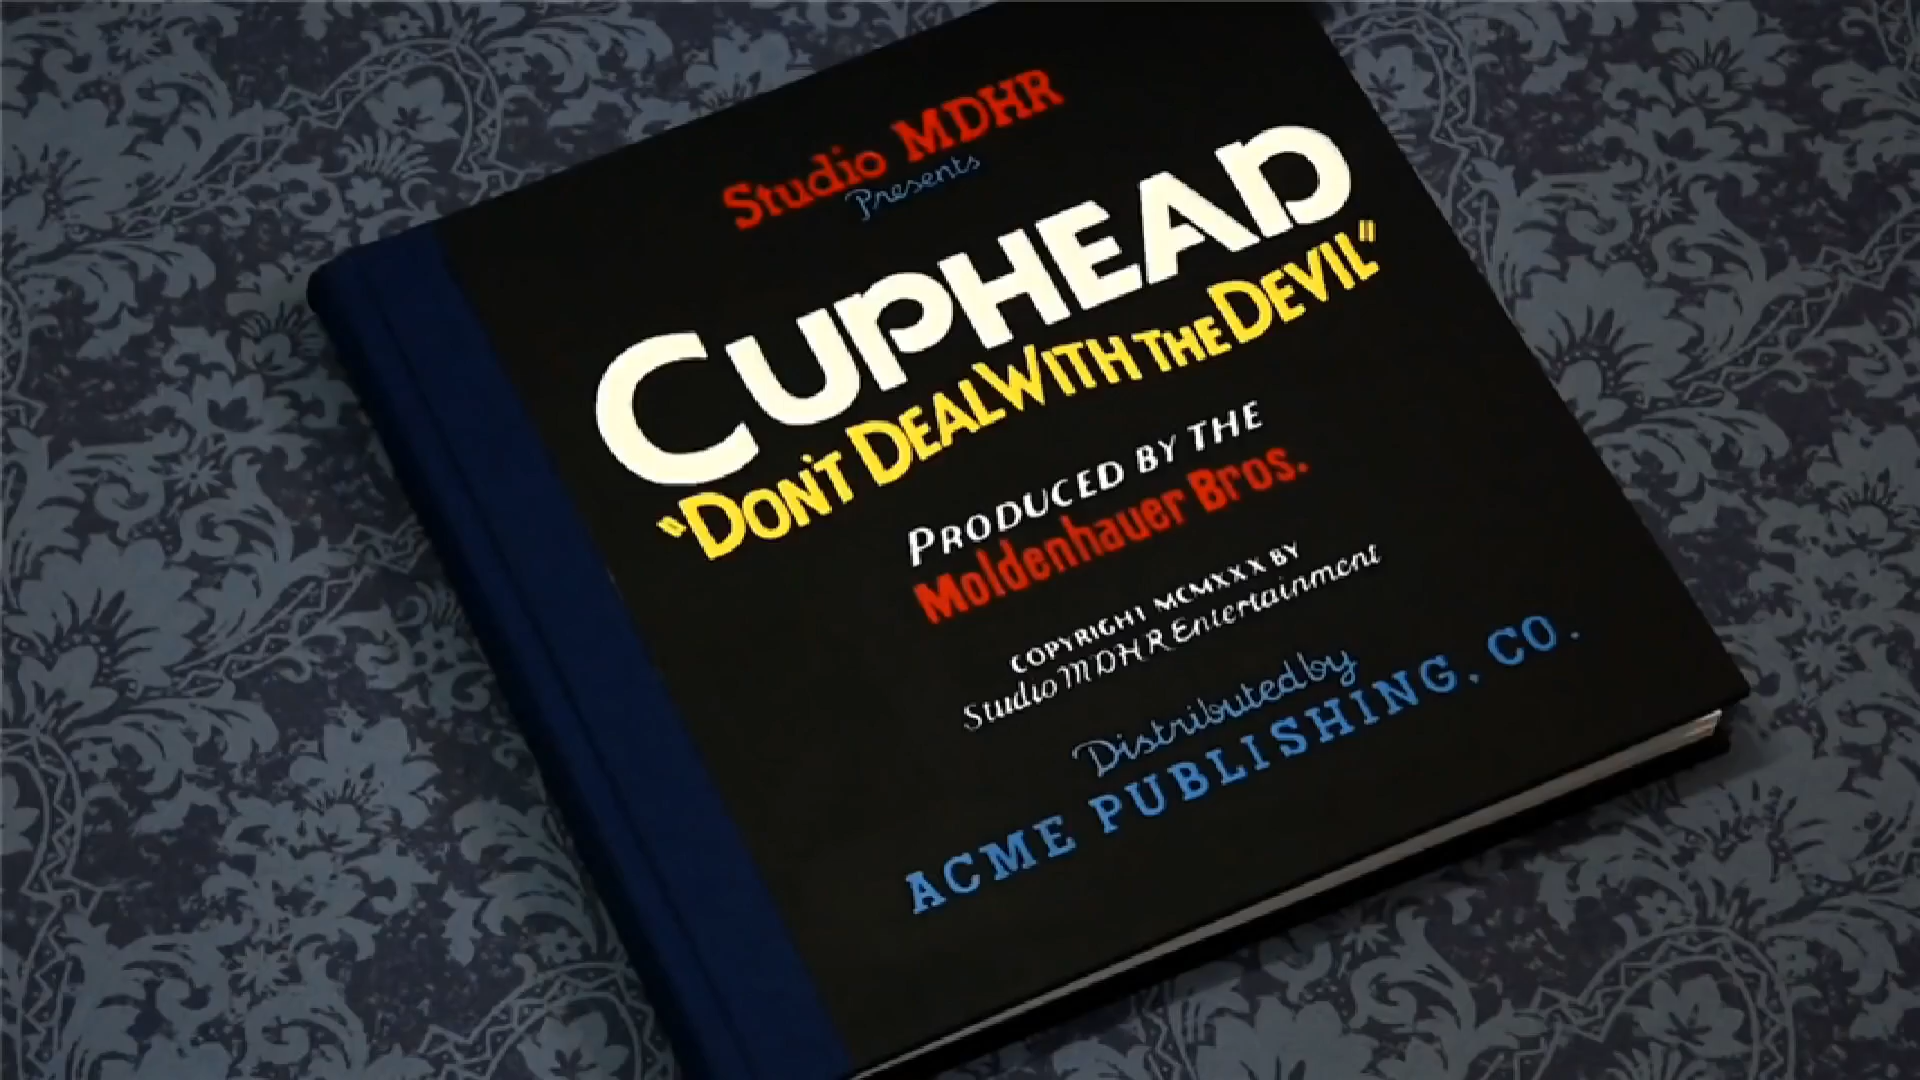 Studio MDHR
Presents
CUPHEAD
"DON'T DEAL WITH THE DEVIL"
PRODUCED BY THE
Moldenhauer Bros.
COPYRIGHT MCMXXX BY
Studio MDHR Entertainment
Distributed by
ACME PUBLISHING, CO.